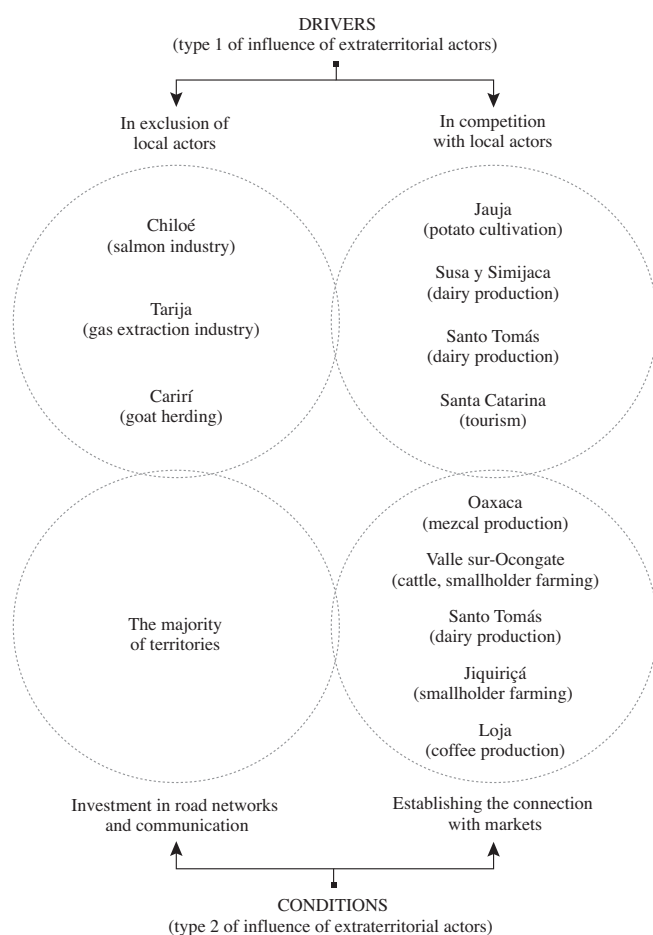 DRIVERS
(type 1 of influence of extraterritorial actors)
In exclusion of
local actors
In competition
with local actors
Chiloé
(salmon industry)
Tarija
(gas extraction industry)
Carirí
(goat herding)
Jauja
(potato cultivation)
Susa y Simijaca
(dairy production)
Santo Tomás
(dairy production)
Santa Catarina
(tourism)
The majority
of territories
Oaxaca
(mezcal production)
Valle sur-Ocongate
(cattle, smallholder farming)
Santo Tomás
(dairy production)
Jiquiriçá
(smallholder farming)
Loja
(coffee production)
Investment in road networks
and communication
Establishing the connection
with markets
CONDITIONS
(type 2 of influence of extraterritorial actors)